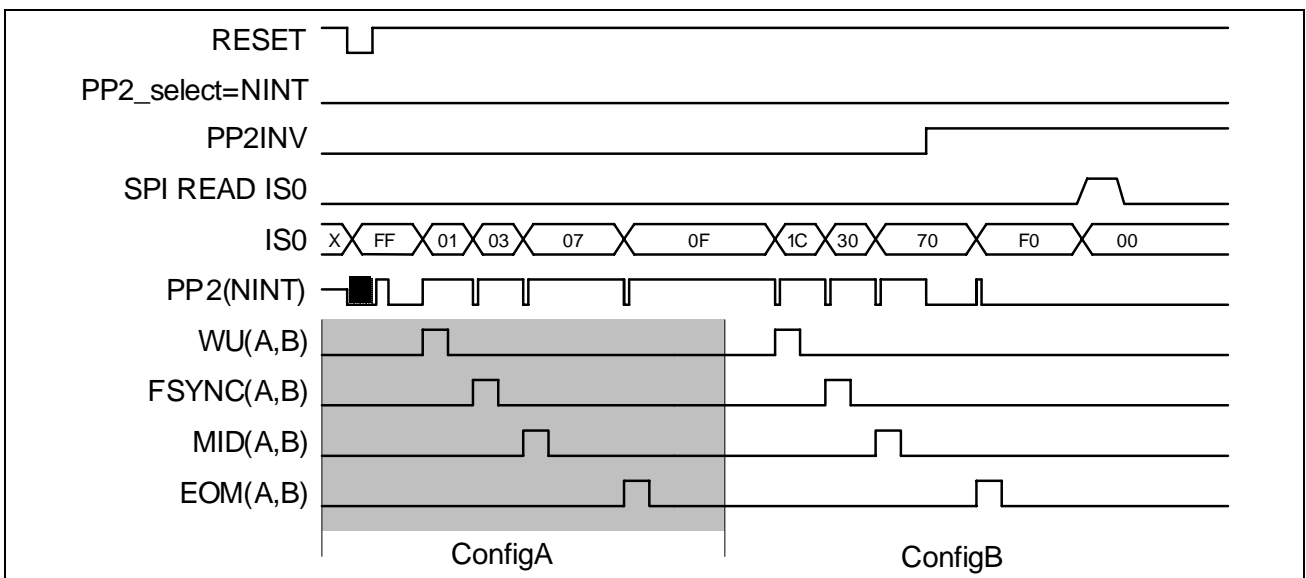 RESET
PP2_select=NINT
PP2INV
SPI READ IS0
IS0 X FF 01 03 07 0F 1C 30 70 F0 00
PP2(NINT)
WU(A,B)
FSYNC(A,B)
MID(A,B)
EOM(A,B)
ConfigA ConfigB